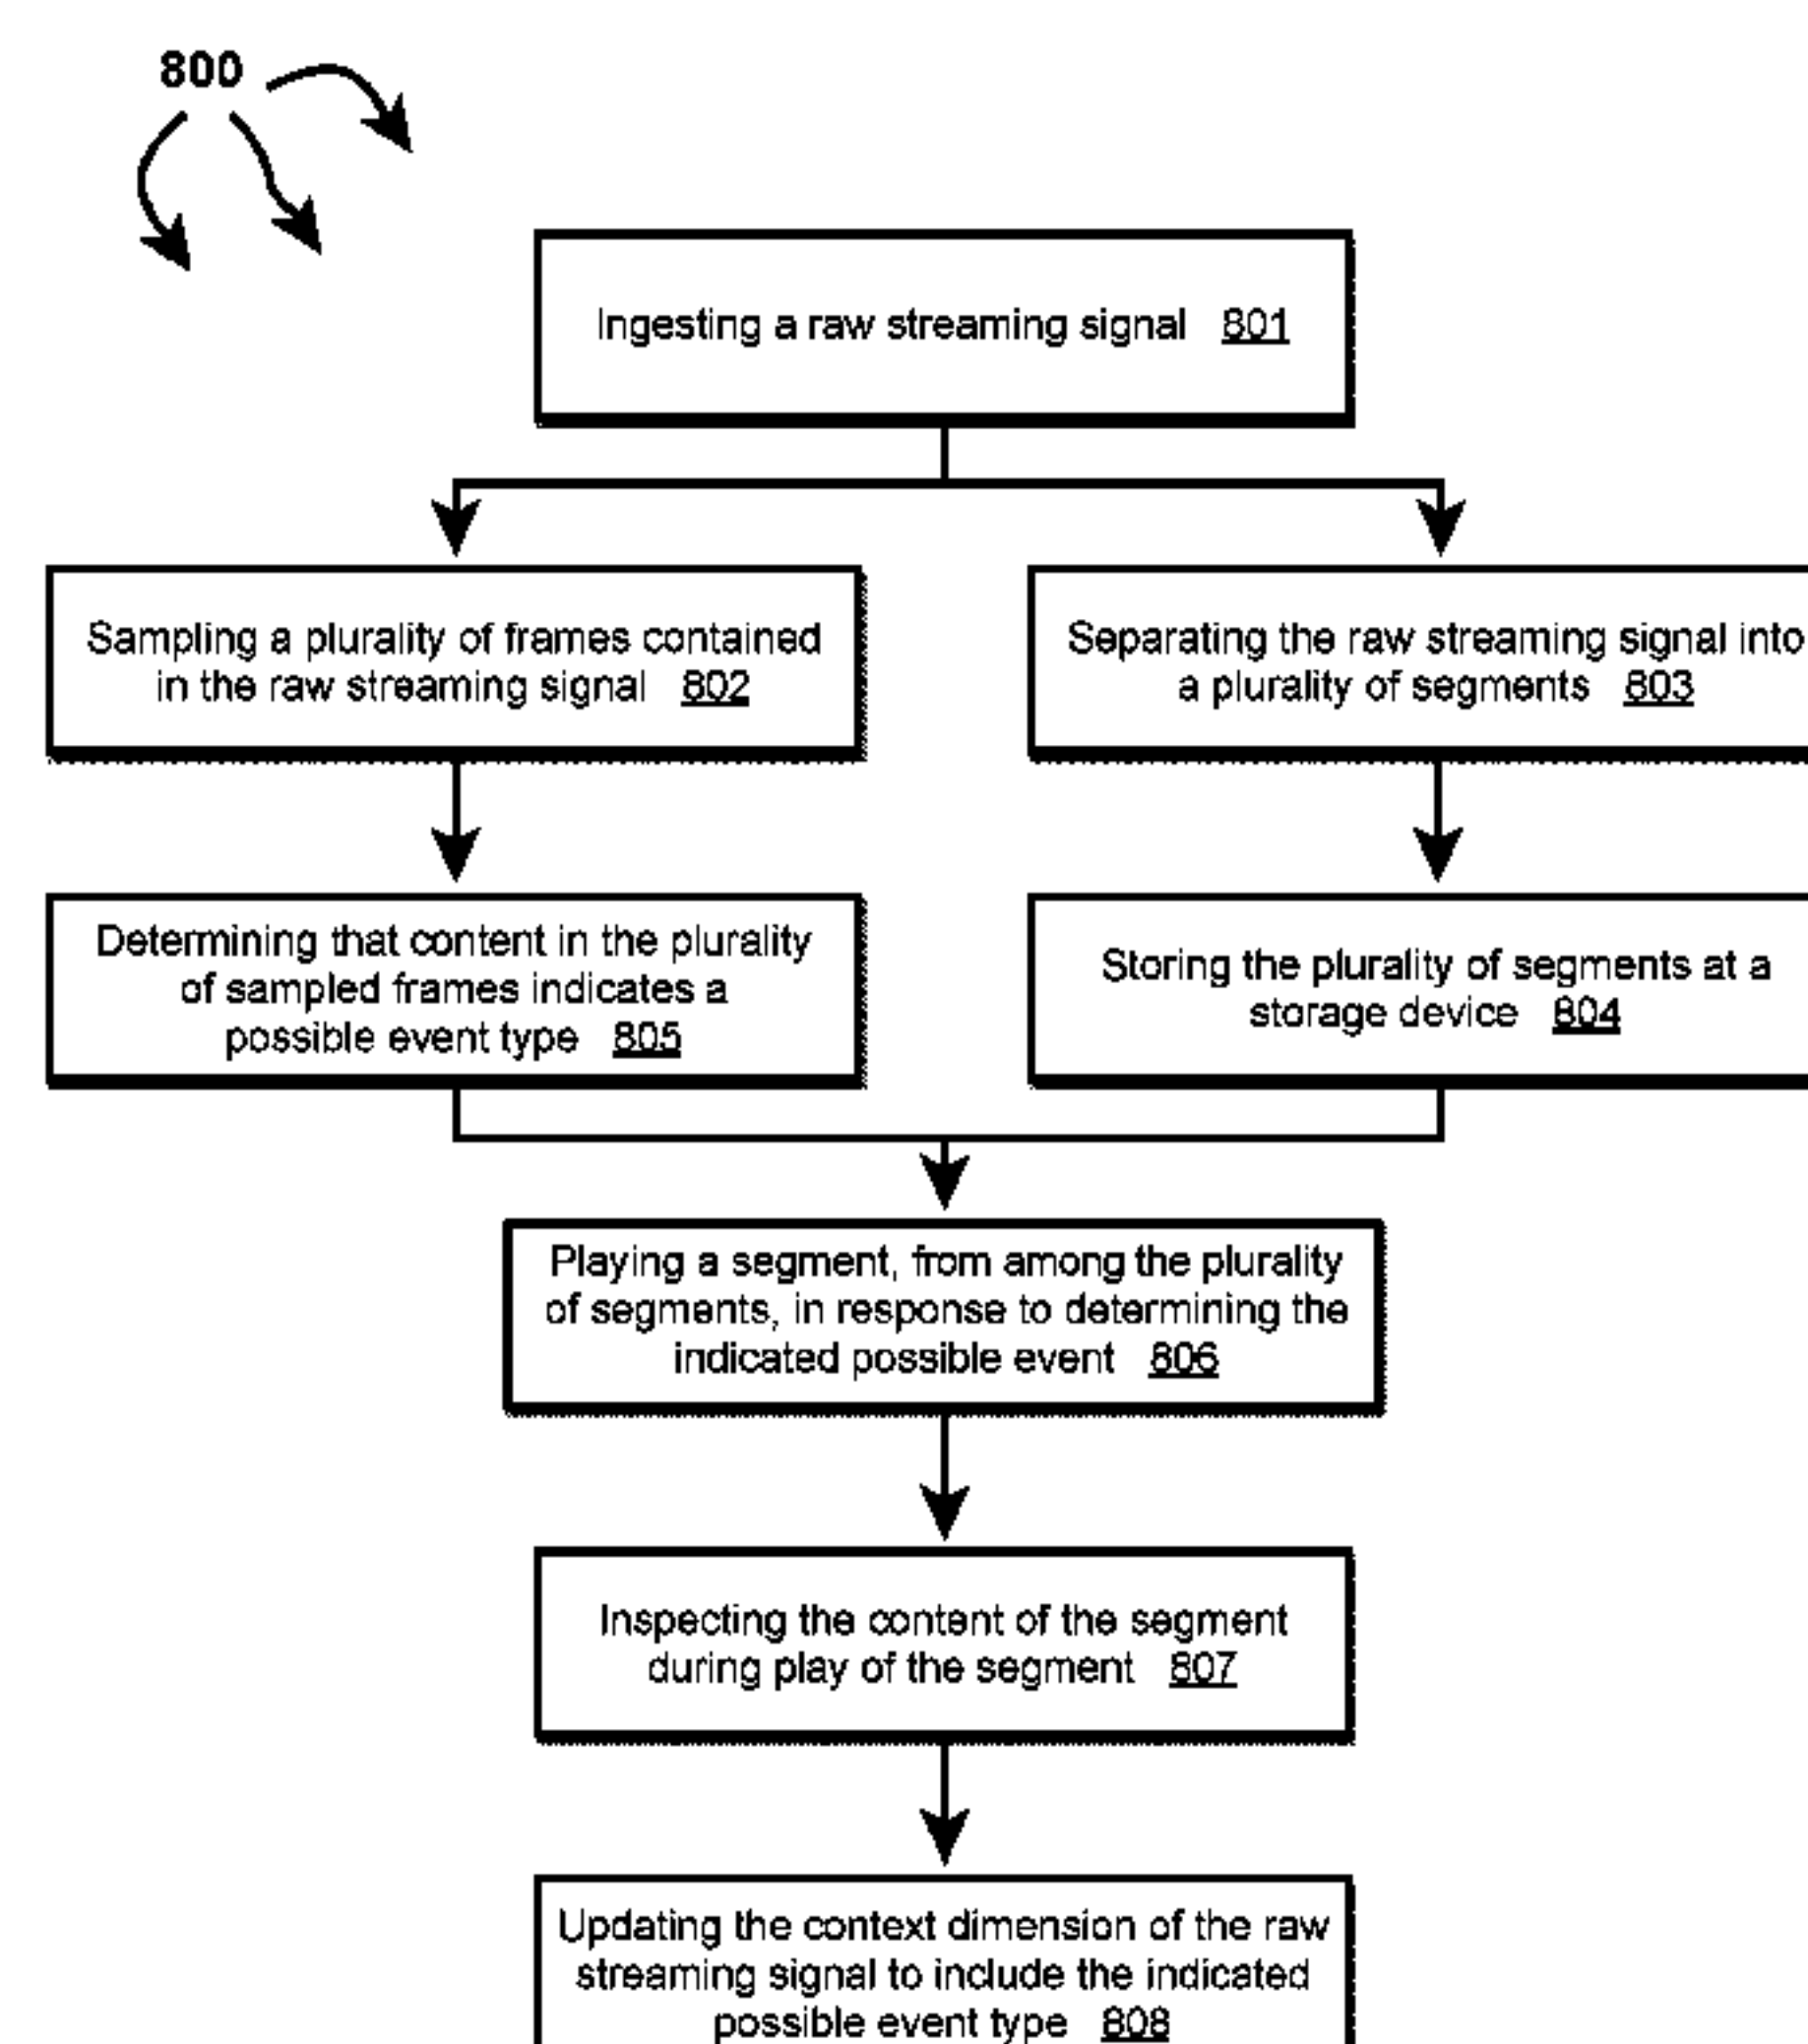 800
Ingesting a raw streaming signal 801
Sampling a plurality of frames contained
in the raw streaming signal 802
Separating the raw streaming signal into
a plurality of segments 803
Determining that content in the plurality
of sampled frames indicates a
possible event type 805
Storing the plurality of segments at a
storage device 804
Playing a segment, from among the plurality
of segments, in response to determining the
indicated possible event 806
Inspecting the content of the segment
during play of the segment 807
Updating the context dimension of the raw
streaming signal to include the indicated
possible event type 808